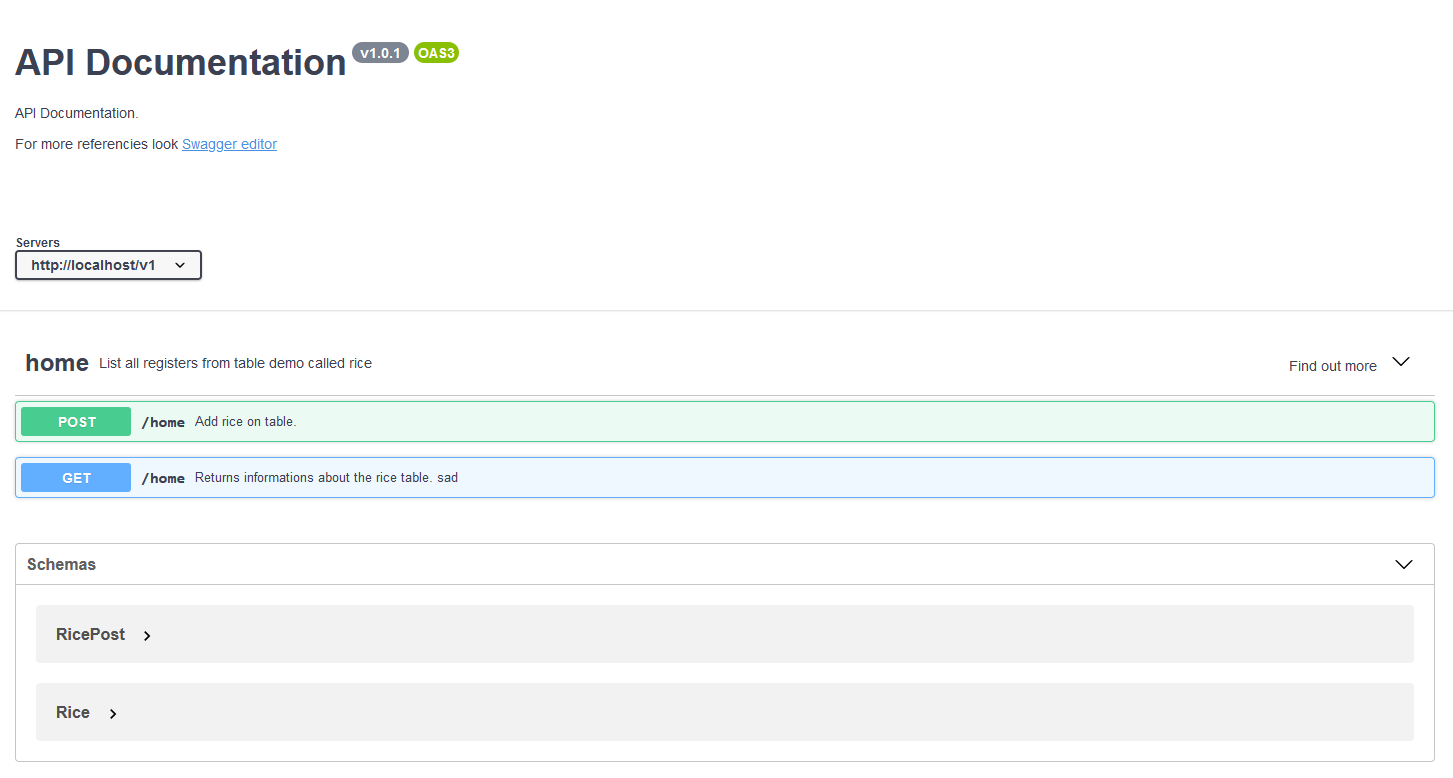 API Documentation v1.0.1 OAS3
API Documentation.
For more referencies look Swagger editor
Servers
http://localhost/v1
home List all registers from table demo called rice Find out more
POST /home Add rice on table.
GET /home Returns informations about the rice table. sad
Schemas
RicePost
Rice